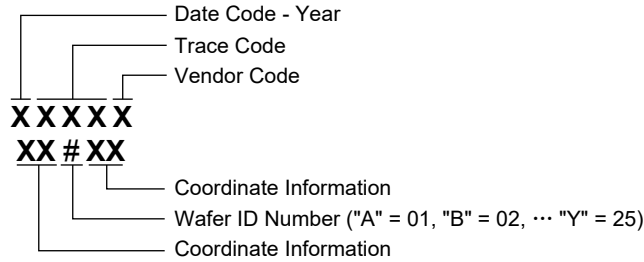 Date Code - Year
Trace Code
Vendor Code
XXXXX
XX # XX
Coordinate Information
Wafer ID Number ("A" = 01, "B" = 02, ··· "Y" = 25)
Coordinate Information